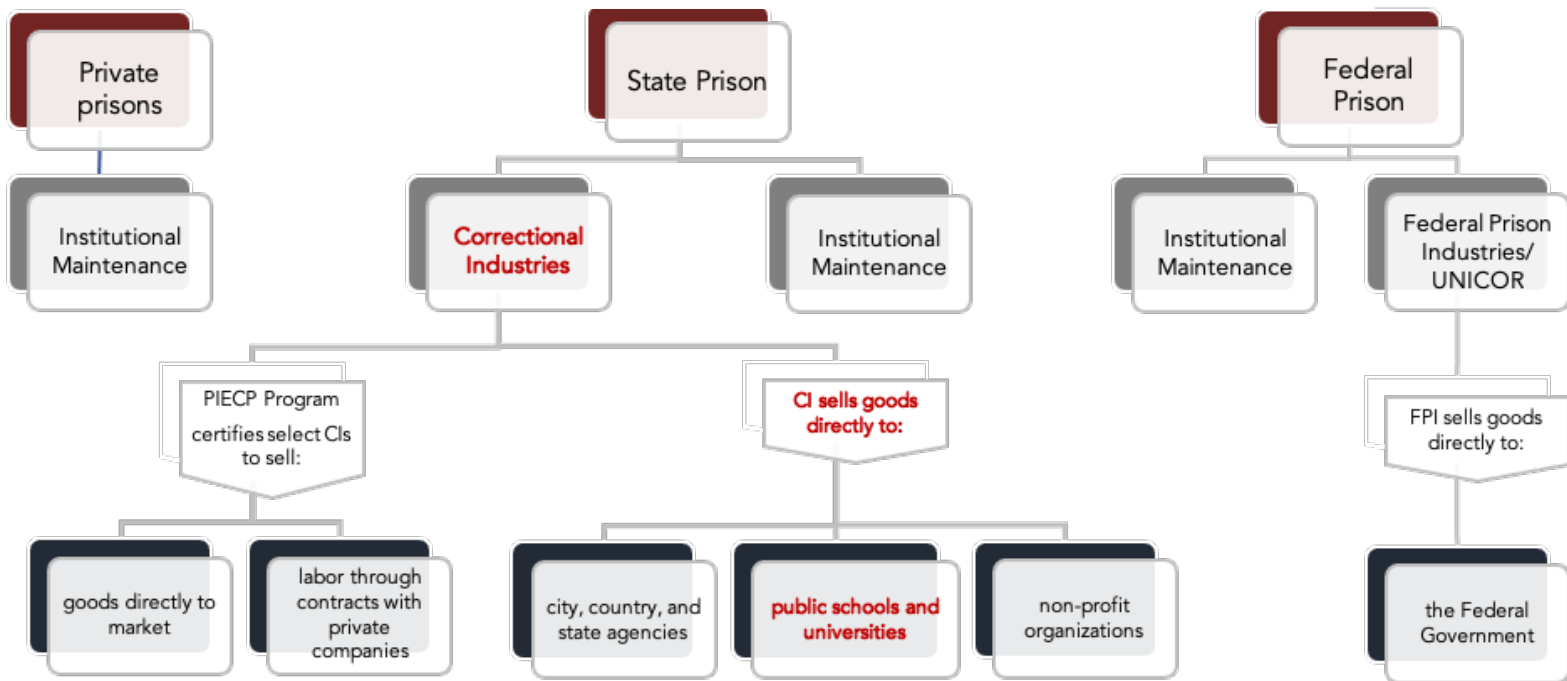 Private
prisons
State Prison
Federal
Prison
Institutional
Maintenance
Correctional
Industries
Institutional
Maintenance
Institutional
Maintenance
Federal Prison
Industries/
UNICOR
PIECP Program
certifies select CIs
to sell:
CI sells goods
directly to:
FPI sells goods
directly to:
goods directly to
market
labor through
contracts with
private
companies
city, country, and
state agencies
public schools and
universities
non-profit
organizations
the Federal
Government